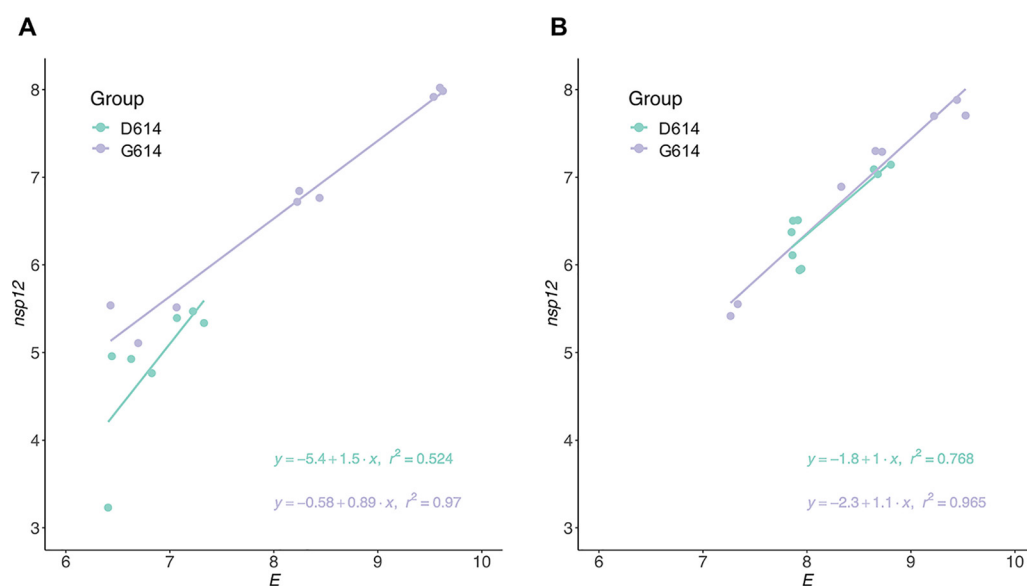 A
Group
D614
G614
8
7
6
5
4
3
nsp12
y=−5.4+1.5·x, r²=0.524
y=−0.58+0.89·x, r²=0.97
6 7 8 9 10
E
B
Group
D614
G614
8
7
6
5
4
3
nsp12
y=−1.8+1·x, r²=0.768
y=−2.3+1.1·x, r²=0.965
6 7 8 9 10
E